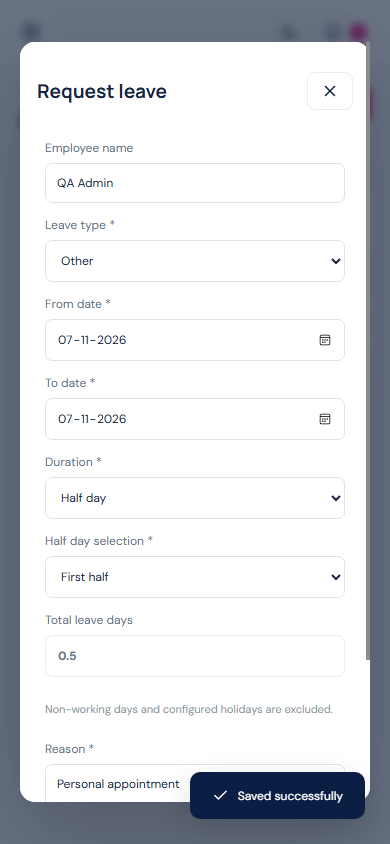 Request leave
Employee name
QA Admin
Leave type *
Other
From date *
07-11-2026
To date *
07-11-2026
Duration *
Half day
Half day selection *
First half
Total leave days
0.5
Non-working days and configured holidays are excluded.
Reason *
Personal appointment
Saved successfully